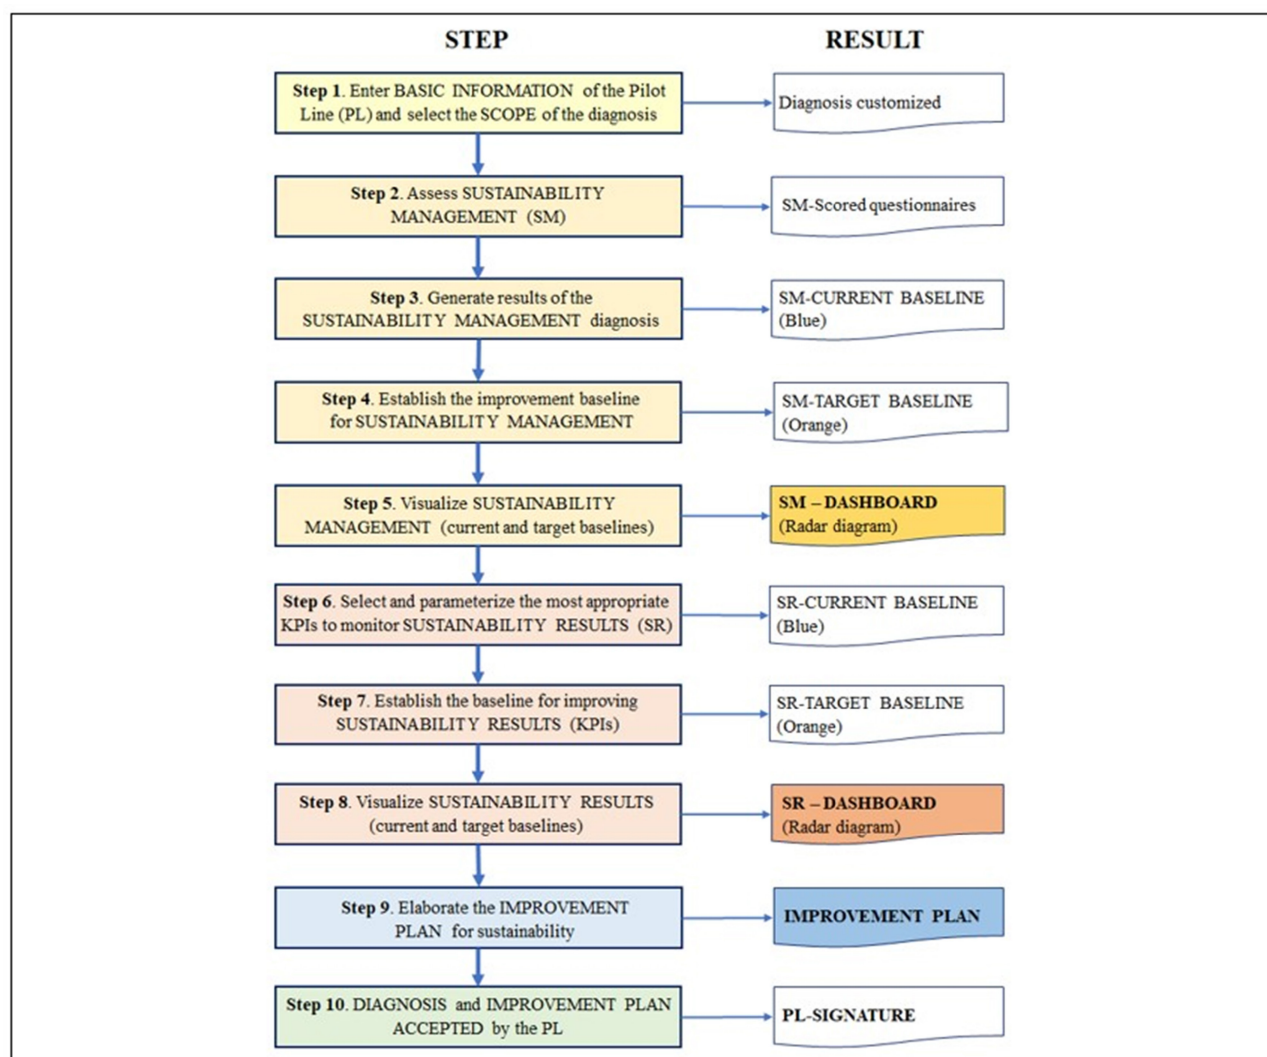 STEP
RESULT
Step 1. Enter BASIC INFORMATION of the Pilot
Line (PL) and select the SCOPE of the diagnosis
Diagnosis customized
Step 2. Assess SUSTAINABILITY
MANAGEMENT (SM)
SM-Scored questionnaires
Step 3. Generate results of the
SUSTAINABILITY MANAGEMENT diagnosis
SM-CURRENT BASELINE
(Blue)
Step 4. Establish the improvement baseline
for SUSTAINABILITY MANAGEMENT
SM-TARGET BASELINE
(Orange)
Step 5. Visualize SUSTAINABILITY
MANAGEMENT (current and target baselines)
SM – DASHBOARD
(Radar diagram)
Step 6. Select and parameterize the most appropriate
KPIs to monitor SUSTAINABILITY RESULTS (SR)
SR-CURRENT BASELINE
(Blue)
Step 7. Establish the baseline for improving
SUSTAINABILITY RESULTS (KPIs)
SR-TARGET BASELINE
(Orange)
Step 8. Visualize SUSTAINABILITY RESULTS
(current and target baselines)
SR – DASHBOARD
(Radar diagram)
Step 9. Elaborate the IMPROVEMENT
PLAN for sustainability
IMPROVEMENT PLAN
Step 10. DIAGNOSIS and IMPROVEMENT PLAN
ACCEPTED by the PL
PL-SIGNATURE